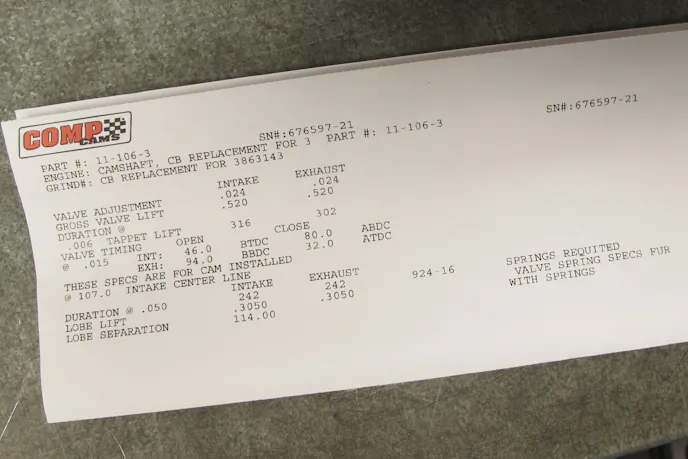 COMP CAMS
SN#:676597-21
SN#:676597-21
PART #: 11-106-3
PART #: 11-106-3
ENGINE: CAMSHAFT, CB REPLACEMENT FOR 3
GRIND#: CB REPLACEMENT FOR 3863143
INTAKE EXHAUST
VALVE ADJUSTMENT .024 .024
GROSS VALVE LIFT .520 .520
DURATION @
.006 TAPPET LIFT 316 302
VALVE TIMING OPEN CLOSE
@ .015 INT: 46.0 BTDC 80.0 ABDC
EXH: 94.0 BBDC 32.0 ATDC
THESE SPECS ARE FOR CAM INSTALLED
@ 107.0 INTAKE CENTER LINE
INTAKE EXHAUST
DURATION @ .050 242 242
LOBE LIFT .3050 .3050
LOBE SEPARATION 114.00
924-16
SPRINGS REQUITED
VALVE SPRING SPECS FUR
WITH SPRINGS